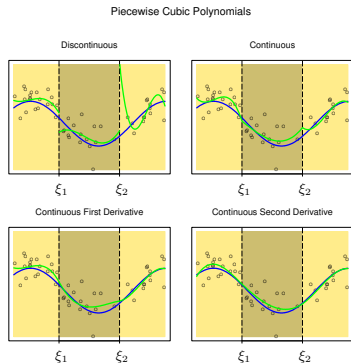 Piecewise Cubic Polynomials
Discontinuous
Continuous
ξ1 ξ2
ξ1 ξ2
Continuous First Derivative
Continuous Second Derivative
ξ1 ξ2
ξ1 ξ2